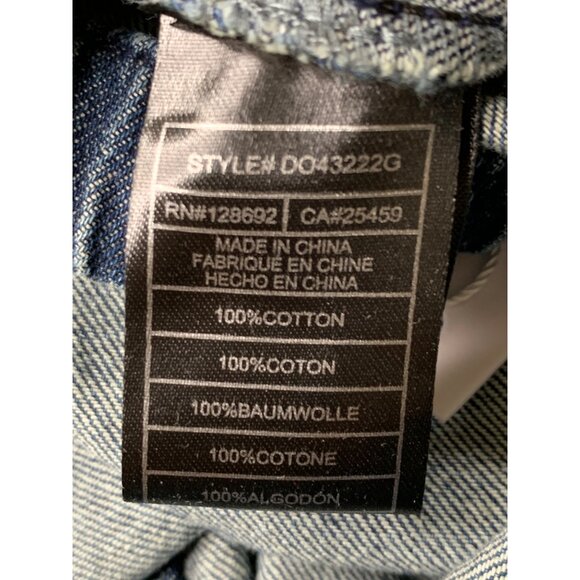 STYLE# DO43222G
RN#128692 CA#25459
MADE IN CHINA
FABRIQUE EN CHINE
HECHO EN CHINA
100%COTTON
100%COTON
100%BAUMWOLLE
100%COTONE
100%ALGODÓN